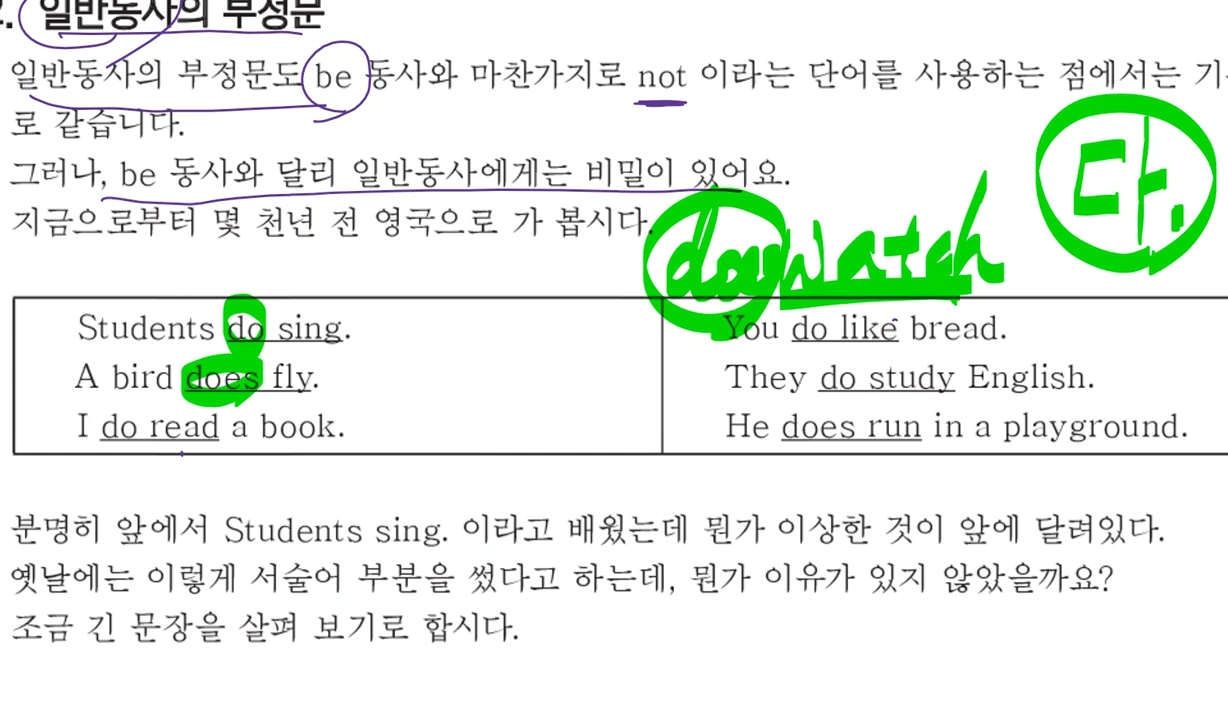 2. 일반동사의 부정문
일반동사의 부정문도 be 동사와 마찬가지로 not 이라는 단어를 사용하는 점에서는
로 같습니다.
그러나, be 동사와 달리 일반동사에게는 비밀이 있어요.
지금으로부터 몇 천년 전 영국으로 가 봅시다.
다.
do watch
Students do sing.
A bird does fly.
I do read a book.
You do like bread.
They do study English.
He does run in a playground.
분명히 앞에서 Students sing. 이라고 배웠는데 뭔가 이상한 것이 앞에 달려있다.
옛날에는 이렇게 서술어 부분을 썼다고 하는데, 뭔가 이유가 있지 않았을까요?
조금 긴 문장을 살펴 보기로 합시다.